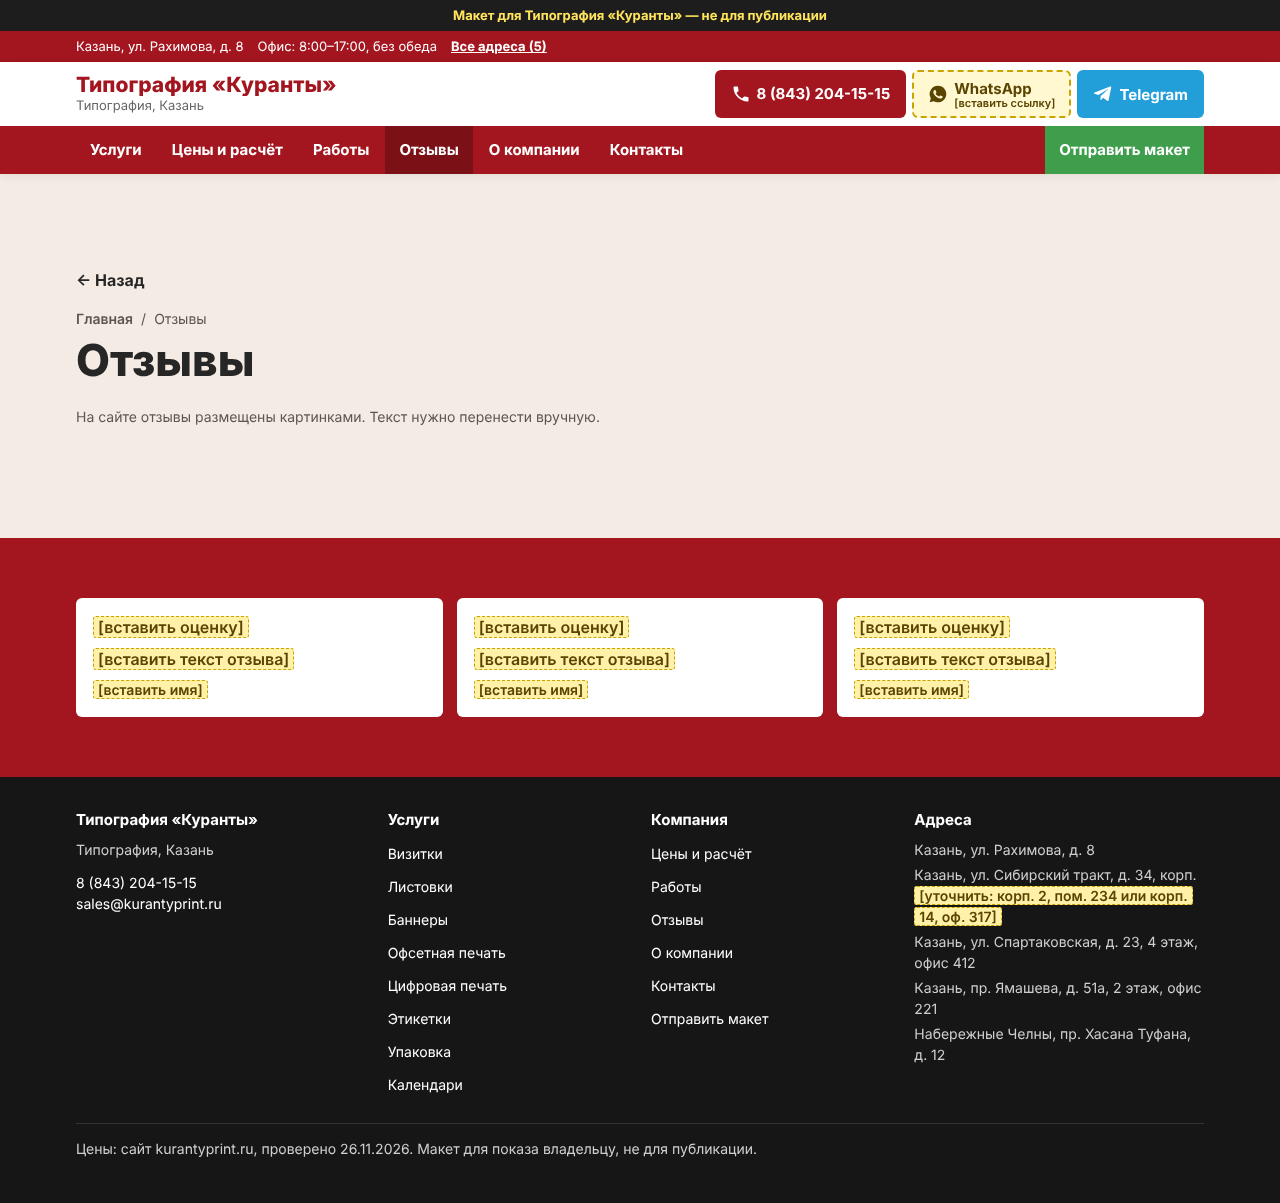 Макет для Типография «Куранты» — не для публикации
Казань, ул. Рахимова, д. 8 Офис: 8:00–17:00, без обеда Все адреса (5)
Типография «Куранты»
Типография, Казань
8 (843) 204-15-15
WhatsApp
[вставить ссылку]
Telegram
Услуги Цены и расчёт Работы Отзывы О компании Контакты Отправить макет
← Назад
Главная / Отзывы
Отзывы
На сайте отзывы размещены картинками. Текст нужно перенести вручную.
[вставить оценку]
[вставить текст отзыва]
[вставить имя]
[вставить оценку]
[вставить текст отзыва]
[вставить имя]
[вставить оценку]
[вставить текст отзыва]
[вставить имя]
Типография «Куранты»
Типография, Казань
8 (843) 204-15-15
sales@kurantyprint.ru
Услуги
Визитки
Листовки
Баннеры
Офсетная печать
Цифровая печать
Этикетки
Упаковка
Календари
Компания
Цены и расчёт
Работы
Отзывы
О компании
Контакты
Отправить макет
Адреса
Казань, ул. Рахимова, д. 8
Казань, ул. Сибирский тракт, д. 34, корп.
[уточнить: корп. 2, пом. 234 или корп.
14, оф. 317]
Казань, ул. Спартаковская, д. 23, 4 этаж,
офис 412
Казань, пр. Ямашева, д. 51а, 2 этаж, офис
221
Набережные Челны, пр. Хасана Туфана,
д. 12
Цены: сайт kurantyprint.ru, проверено 26.11.2026. Макет для показа владельцу, не для публикации.